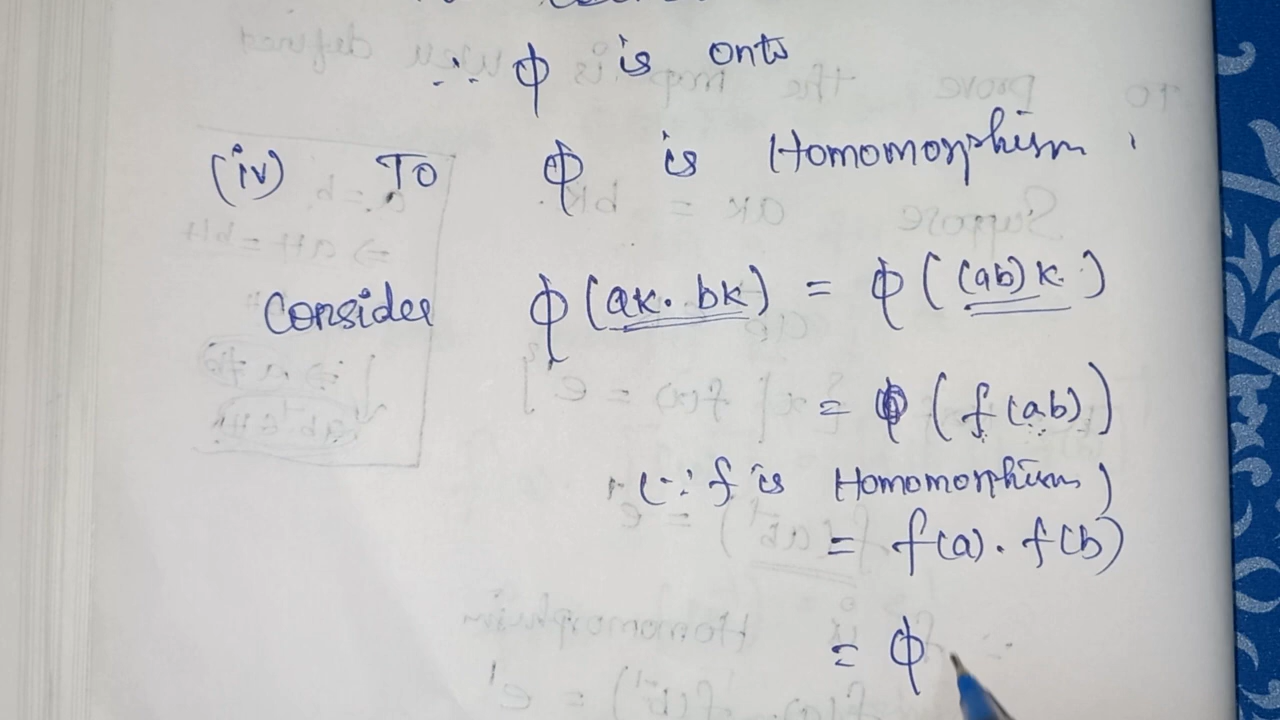 ∴ ϕ is onto
(iv) To ϕ is Homomorphism.
Consider ϕ(ak. bk) = ϕ((ab)k.)
= ϕ(f(ab))
(∵ f is Homomorphism)
= f(a). f(b)
= ϕ